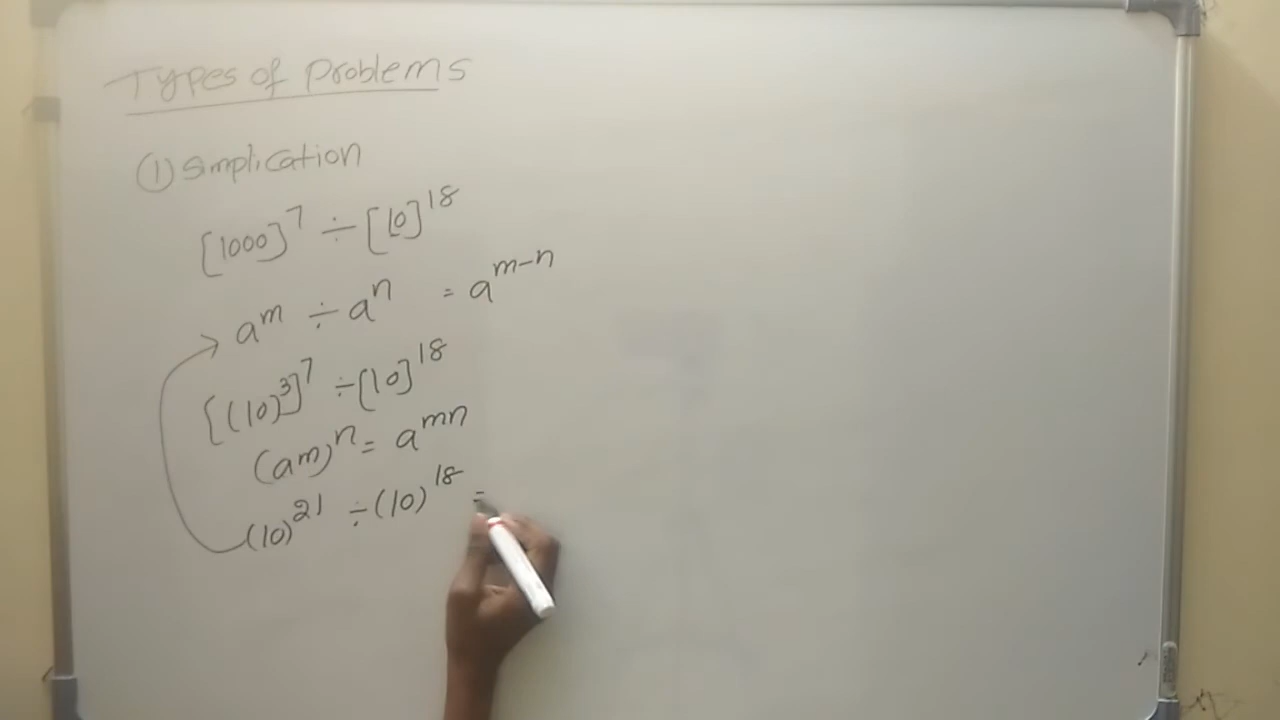 Types of Problems
(1) Simplication
[1000]^7 ÷ [10]^18
a^m ÷ a^n = a^m-n
[(10)^3]^7 ÷ [10]^18
(am)^n = a^mn
(10)^21 ÷ (10)^18 =